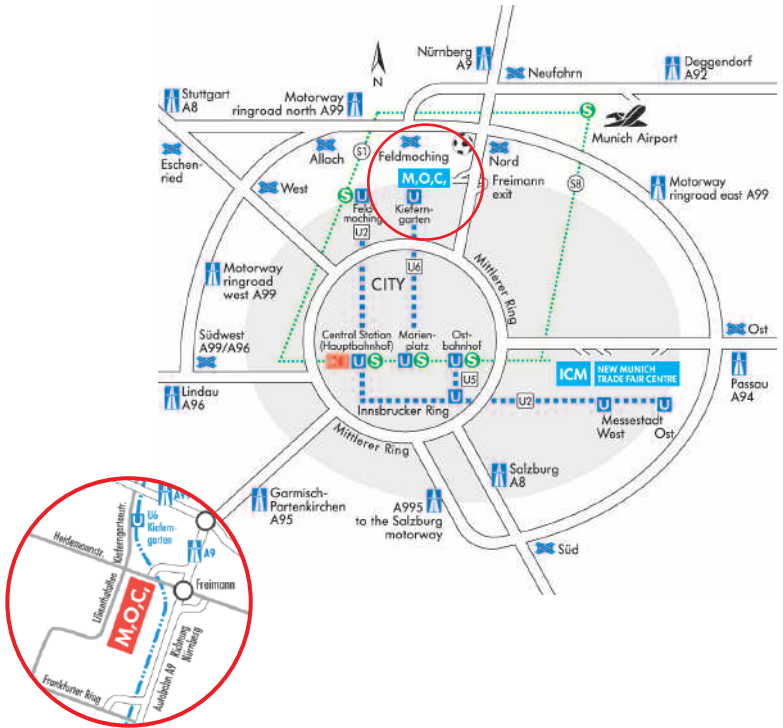 Nürnberg
A9
Neufahrn
Deggendorf
A92
N
Stuttgart
A8
Motorway
ringroad north A99
S
Munich Airport
Eschen-
ried
Allach
Feldmoching
S1
Nord
West
M,O,C,
Freimann
exit
S8
Motorway
ringroad east A99
S
U
Feld-
moching
U
Kiefern-
garten
U2
U6
Motorway
ringroad
west A99
CITY
Mittlerer Ring
Südwest
A99/A96
Central Station
(Hauptbahnhof)
Marien-
platz
Ost-
bahnhof
Ost
U
S
U
S
U
S
U5
ICM
NEW MUNICH
TRADE FAIR CENTRE
Passau
A94
Lindau
A96
U
Innsbrucker Ring
U2
U
U
Messestadt
West
Ost
Mittlerer Ring
Salzburg
A8
Garmisch-
Partenkirchen
A95
A995
to the Salzburg
motorway
Süd
U
U6
Kiefern-
garten
Kieferngartenstr.
Heidemannstr.
A9
Freimann
Lilienthalallee
M,O,C,
Richtung
Nürnberg
Autobahn A9
Frankfurter Ring